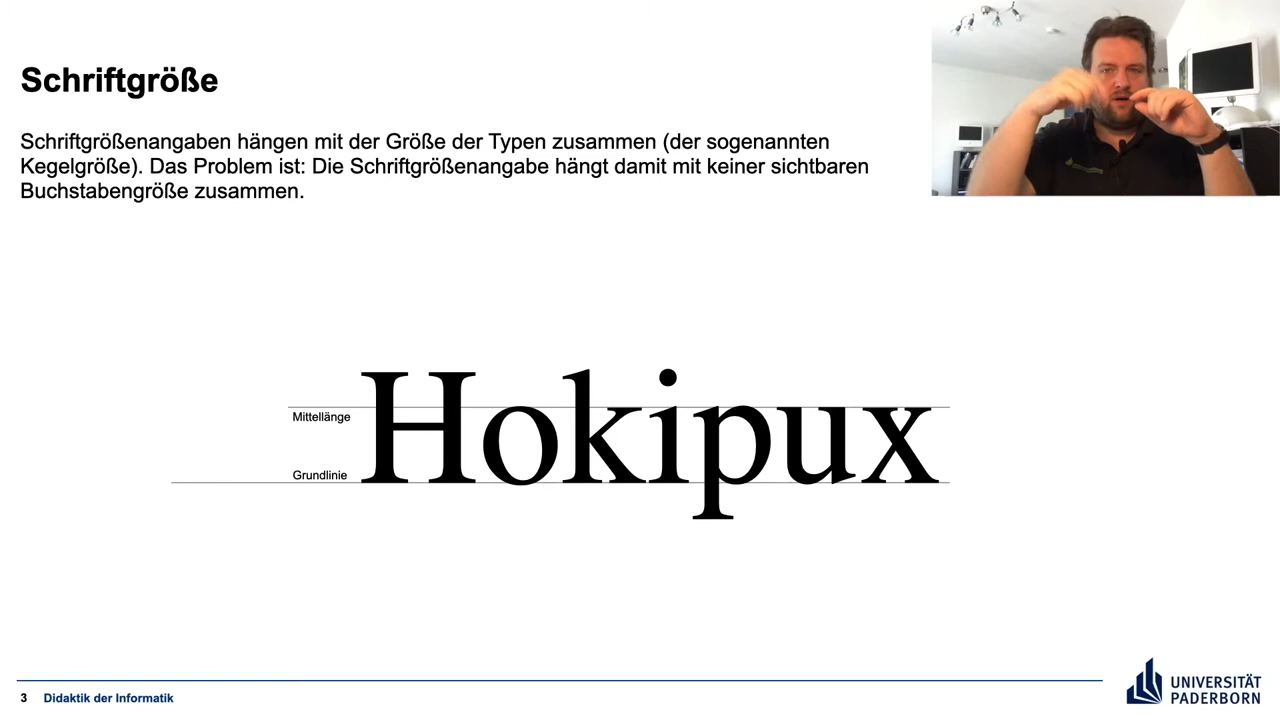 Schriftgröße
Schriftgrößenangaben hängen mit der Größe der Typen zusammen (der sogenannten
Kegelgröße). Das Problem ist: Die Schriftgrößenangabe hängt damit mit keiner sichtbaren
Buchstabengröße zusammen.
Mittellänge
Hokipux
Grundlinie
3 Didaktik der Informatik
UNIVERSITÄT
PADERBORN